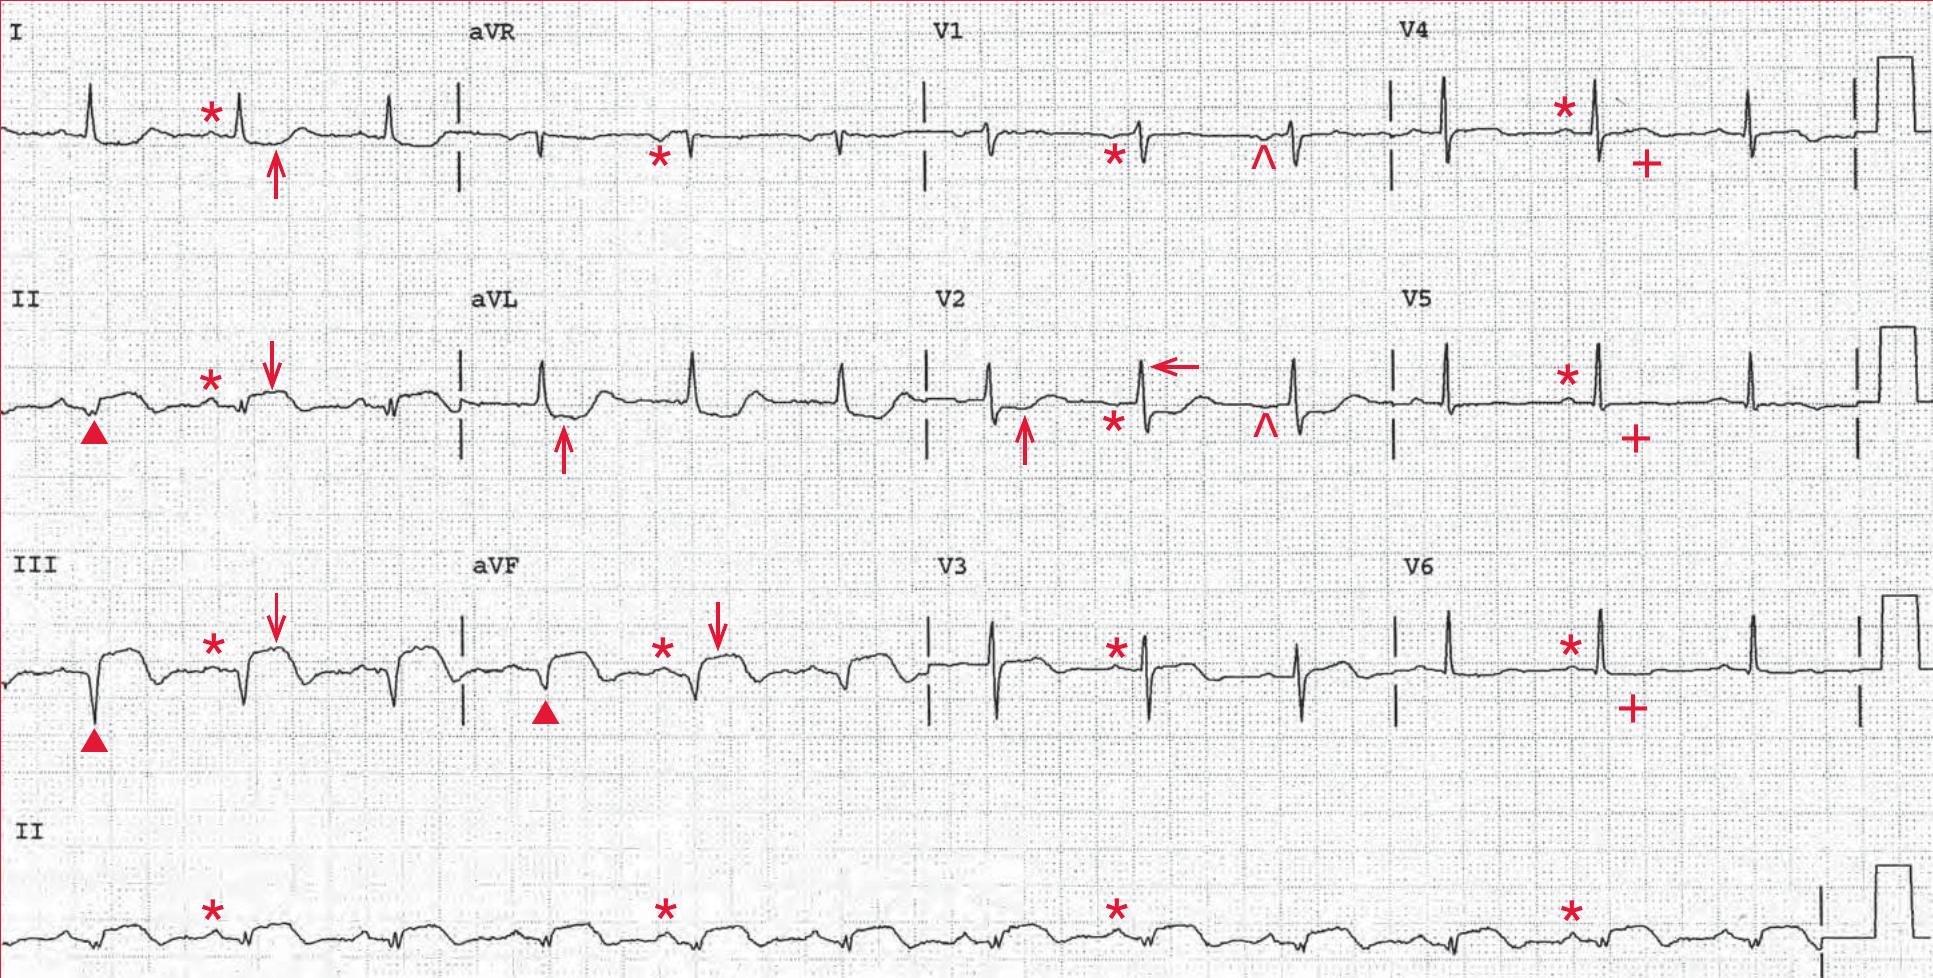 I aVR V1 V4
* * * ^ * +
II aVL V2 V5
* * ^ * +
III aVF V3 V6
* * * * +
II
* * * *